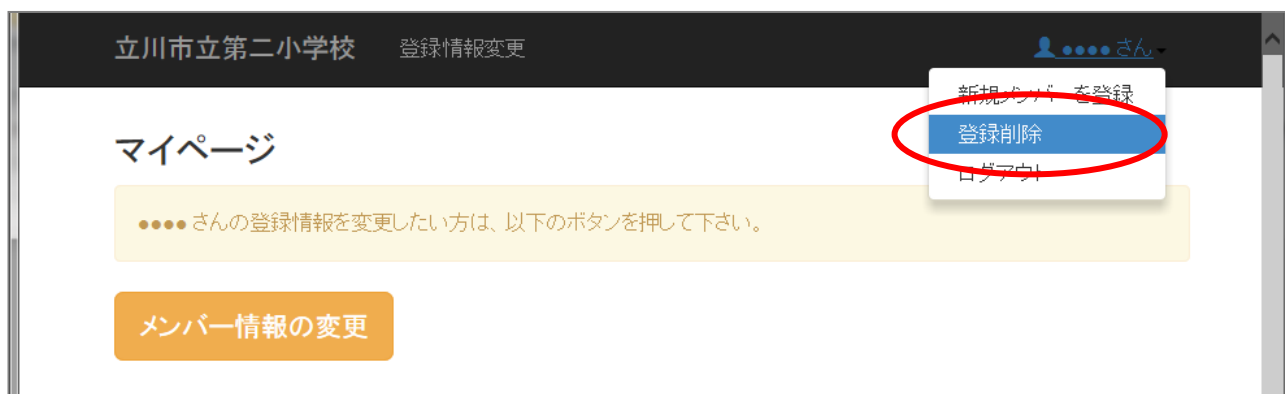 立川市立第二小学校 登録情報変更 ●●●● さん
新規メンバーを登録
登録削除
ログアウト
マイページ
●●●● さんの登録情報を変更したい方は、以下のボタンを押して下さい。
メンバー情報の変更